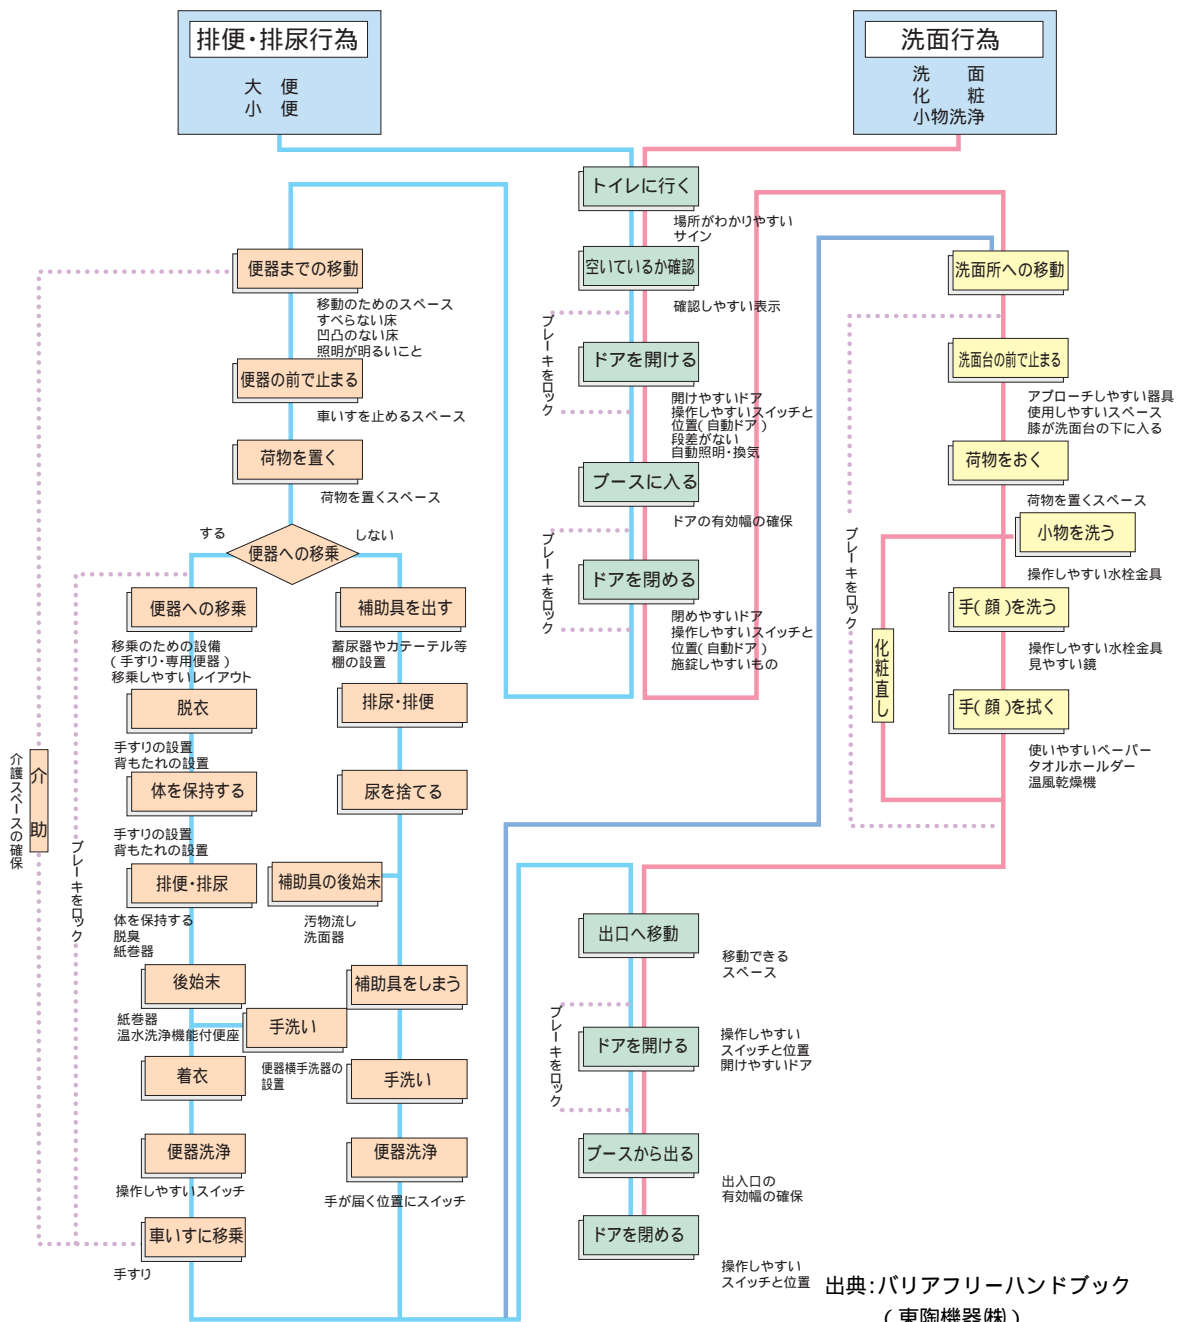 排便・排尿行為
大　便
小　便
洗面行為
洗　　面
化　　粧
小物洗浄
トイレに行く
場所がわかりやすい
サイン
空いているか確認
確認しやすい表示
ブレーキをロック
ドアを開ける
開けやすいドア
操作しやすいスイッチと
位置(自動ドア)
段差がない
自動照明・換気
ブースに入る
ドアの有効幅の確保
ブレーキをロック
ドアを閉める
閉めやすいドア
操作しやすいスイッチと
位置(自動ドア)
施錠しやすいもの
便器までの移動
移動のためのスペース
すべらない床
凹凸のない床
照明が明るいこと
便器の前で止まる
車いすを止めるスペース
荷物を置く
荷物を置くスペース
する
便器への移乗
しない
便器への移乗
移乗のための設備
(手すり・専用便器)
移乗しやすいレイアウト
脱衣
手すりの設置
背もたれの設置
体を保持する
手すりの設置
背もたれの設置
排便・排尿
体を保持する
脱臭
紙巻器
後始末
紙巻器
温水洗浄機能付便座
手洗い
便器横手洗器の
設置
着衣
便器洗浄
操作しやすいスイッチ
車いすに移乗
手すり
介護スペースの確保
介助
ブレーキをロック
補助具を出す
蓄尿器やカテーテル等
棚の設置
排尿・排便
尿を捨てる
補助具の後始末
汚物流し
洗面器
補助具をしまう
手洗い
便器洗浄
手が届く位置にスイッチ
洗面所への移動
洗面台の前で止まる
アプローチしやすい器具
使用しやすいスペース
膝が洗面台の下に入る
荷物をおく
荷物を置くスペース
小物を洗う
操作しやすい水栓金具
手(顔)を洗う
操作しやすい水栓金具
見やすい鏡
手(顔)を拭く
使いやすいペーパー
タオルホールダー
温風乾燥機
ブレーキをロック
化粧直し
出口へ移動
移動できる
スペース
ブレーキをロック
ドアを開ける
操作しやすい
スイッチと位置
開けやすいドア
ブースから出る
出入口の
有効幅の確保
ドアを閉める
操作しやすい
スイッチと位置
出典:バリアフリーハンドブック
(東陶機器㈱)